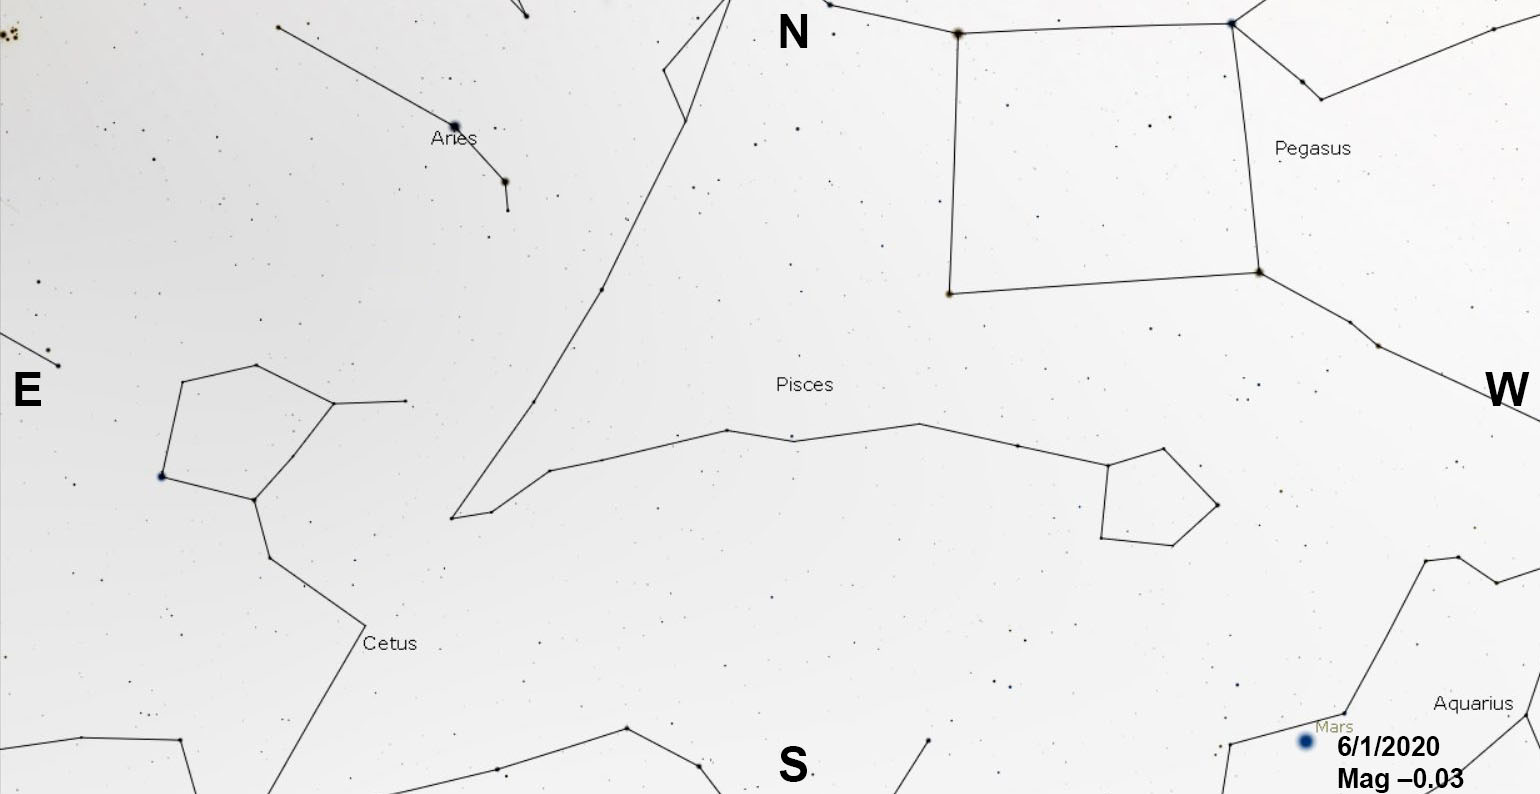 N
Aries
Pegasus
E
Pisces
W
Cetus
Aquarius
Mars
6/1/2020
Mag –0.03
S